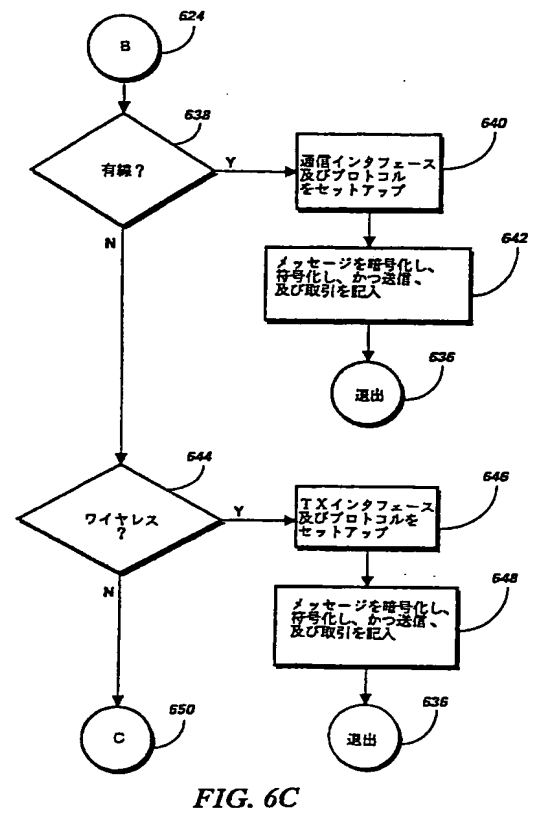 B
624
638
有線？
Y
N
640
通信インタフェース
及びプロトコル
をセットアップ
642
メッセージを暗号化し、
符号化し、かつ送信、
及び取引を記入
636
退出
644
ワイヤレス
？
Y
N
646
TXインタフェース
及びプロトコルを
セットアップ
648
メッセージを暗号化し、
符号化し、かつ送信、
及び取引を記入
650
C
636
退出
FIG. 6C